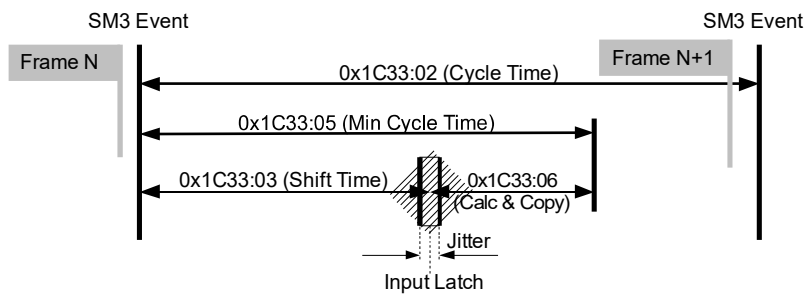 SM3 Event
SM3 Event
Frame N
Frame N+1
0x1C33:02 (Cycle Time)
0x1C33:05 (Min Cycle Time)
0x1C33:03 (Shift Time)
0x1C33:06
(Calc & Copy)
Jitter
Input Latch